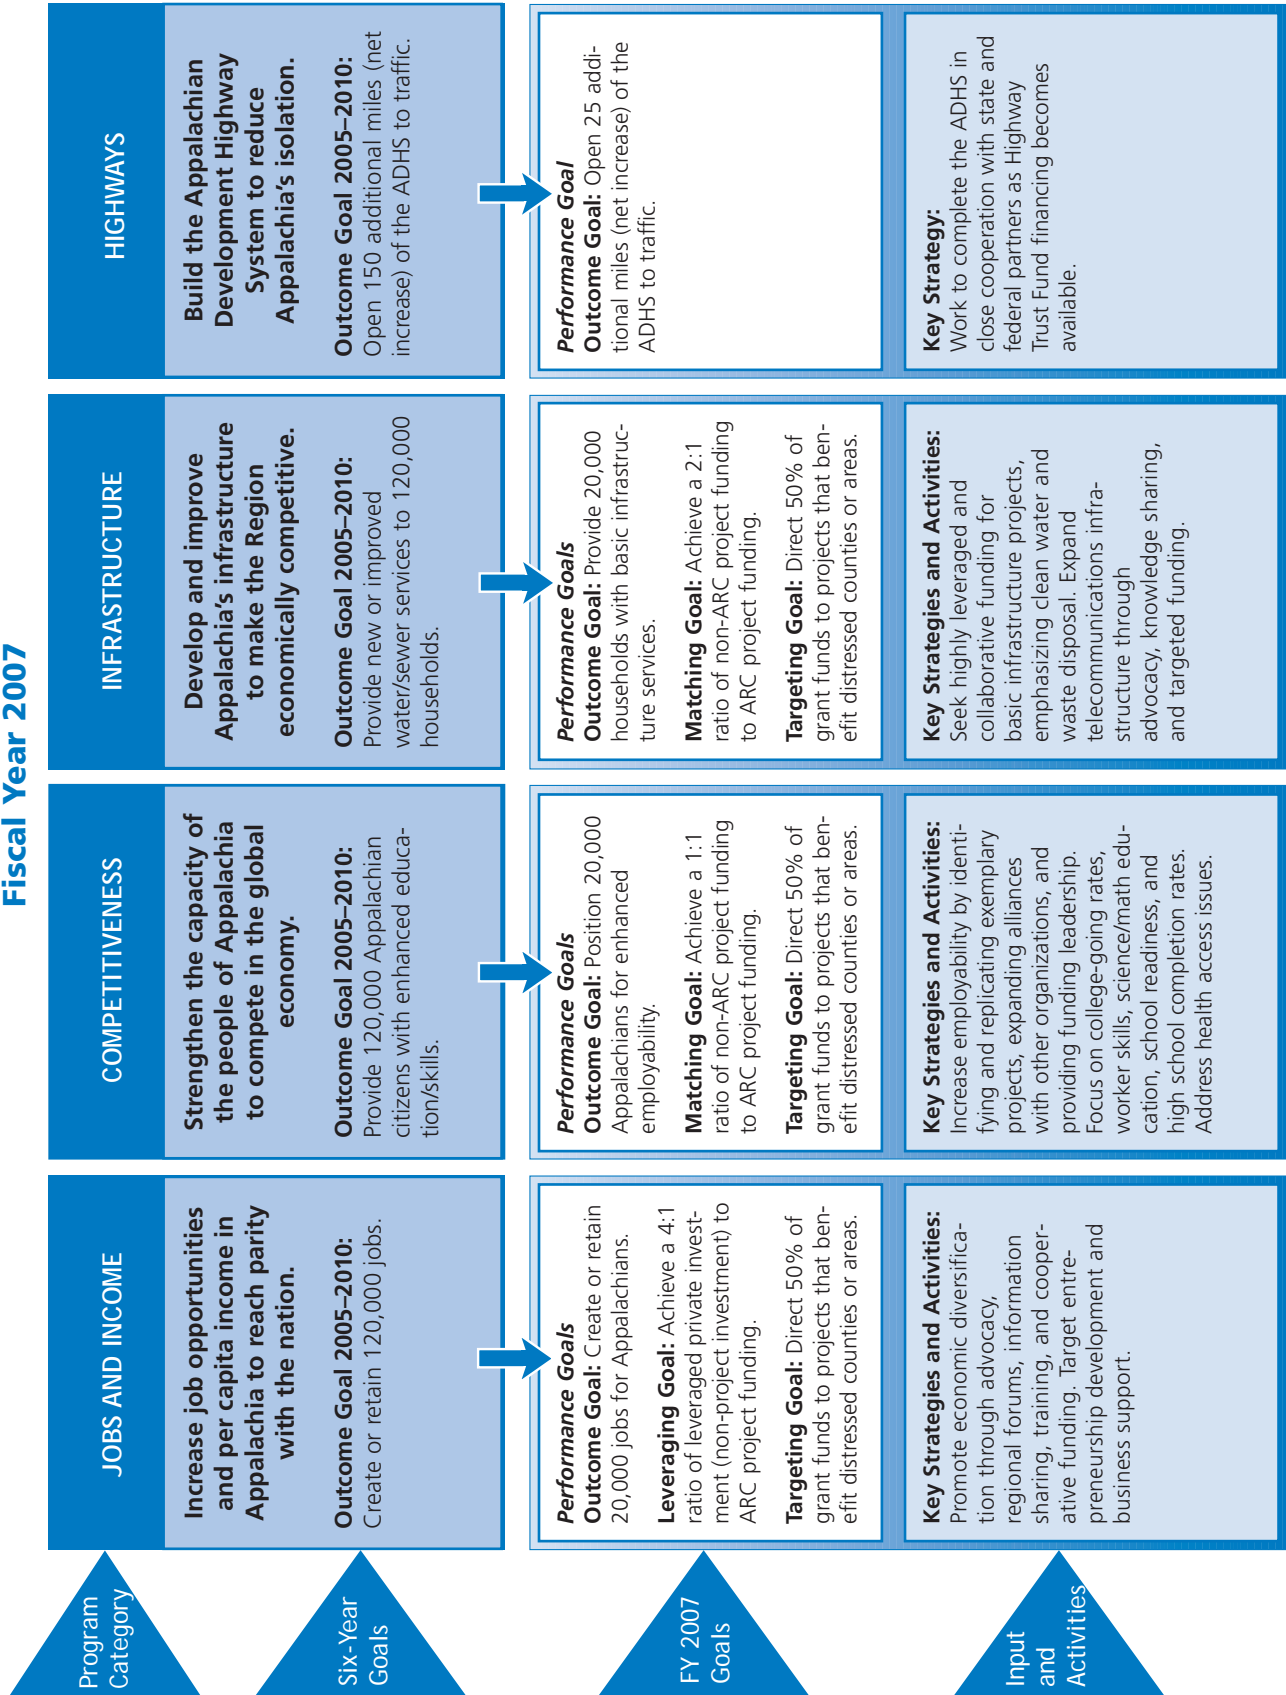 Fiscal Year 2007
Program
Category
JOBS AND INCOME
COMPETITIVENESS
INFRASTRUCTURE
HIGHWAYS
Six-Year
Goals
Increase job opportunities
and per capita income in
Appalachia to reach parity
with the nation.
Outcome Goal 2005–2010:
Create or retain 120,000 jobs.
Strengthen the capacity of
the people of Appalachia
to compete in the global
economy.
Outcome Goal 2005–2010:
Provide 120,000 Appalachian
citizens with enhanced educa-
tion/skills.
Develop and improve
Appalachia's infrastructure
to make the Region
economically competitive.
Outcome Goal 2005–2010:
Provide new or improved
water/sewer services to 120,000
households.
Build the Appalachian
Development Highway
System to reduce
Appalachia's isolation.
Outcome Goal 2005–2010:
Open 150 additional miles (net
increase) of the ADHS to traffic.
FY 2007
Goals
Performance Goals
Outcome Goal: Create or retain
20,000 jobs for Appalachians.
Leveraging Goal: Achieve a 4:1
ratio of leveraged private invest-
ment (non-project investment) to
ARC project funding.
Targeting Goal: Direct 50% of
grant funds to projects that ben-
efit distressed counties or areas.
Performance Goals
Outcome Goal: Position 20,000
Appalachians for enhanced
employability.
Matching Goal: Achieve a 1:1
ratio of non-ARC project funding
to ARC project funding.
Targeting Goal: Direct 50% of
grant funds to projects that ben-
efit distressed counties or areas.
Performance Goals
Outcome Goal: Provide 20,000
households with basic infrastruc-
ture services.
Matching Goal: Achieve a 2:1
ratio of non-ARC project funding
to ARC project funding.
Targeting Goal: Direct 50% of
grant funds to projects that ben-
efit distressed counties or areas.
Performance Goal
Outcome Goal: Open 25 addi-
tional miles (net increase) of the
ADHS to traffic.
Input
and
Activities
Key Strategies and Activities:
Promote economic diversifica-
tion through advocacy,
regional forums, information
sharing, training, and cooper-
ative funding. Target entre-
preneurship development and
business support.
Key Strategies and Activities:
Increase employability by identi-
fying and replicating exemplary
projects, expanding alliances
with other organizations, and
providing funding leadership.
Focus on college-going rates,
worker skills, science/math edu-
cation, school readiness, and
high school completion rates.
Address health access issues.
Key Strategies and Activities:
Seek highly leveraged and
collaborative funding for
basic infrastructure projects,
emphasizing clean water and
waste disposal. Expand
telecommunications infra-
structure through
advocacy, knowledge sharing,
and targeted funding.
Key Strategy:
Work to complete the ADHS in
close cooperation with state and
federal partners as Highway
Trust Fund financing becomes
available.